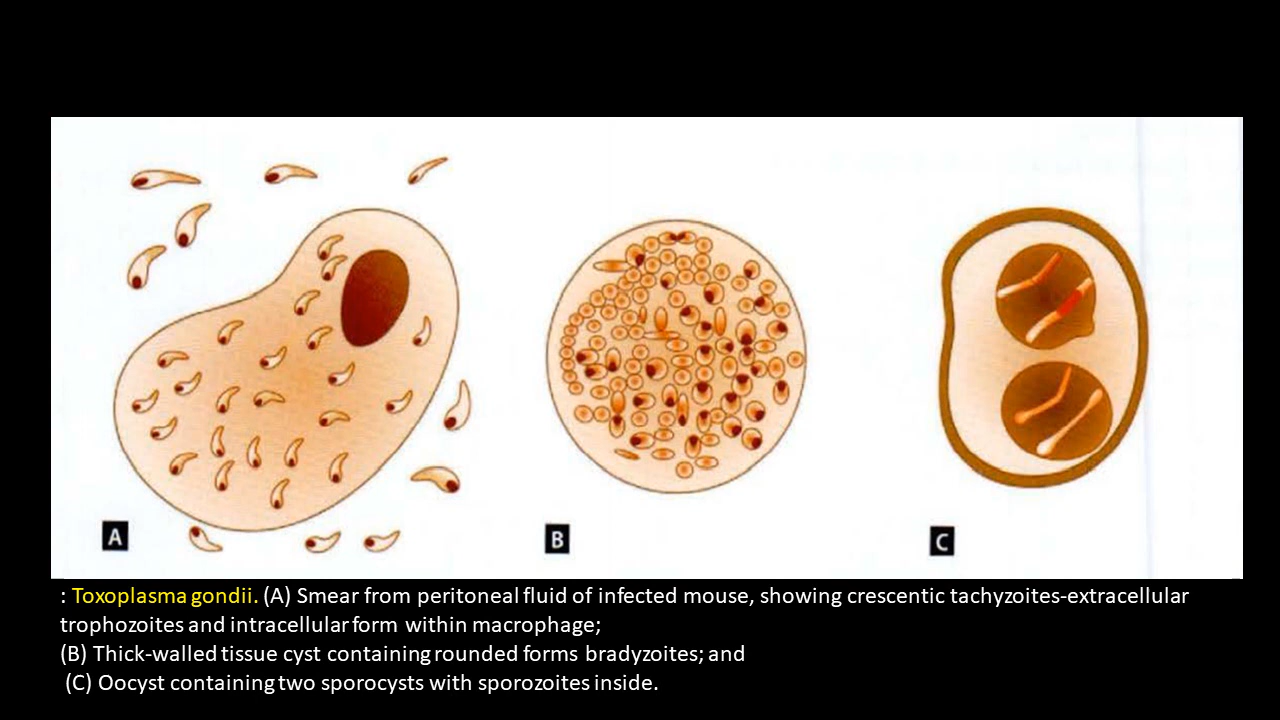 A
B
C
: Toxoplasma gondii. (A) Smear from peritoneal fluid of infected mouse, showing crescentic tachyzoites-extracellular
trophozoites and intracellular form within macrophage;
(B) Thick-walled tissue cyst containing rounded forms bradyzoites; and
(C) Oocyst containing two sporocysts with sporozoites inside.